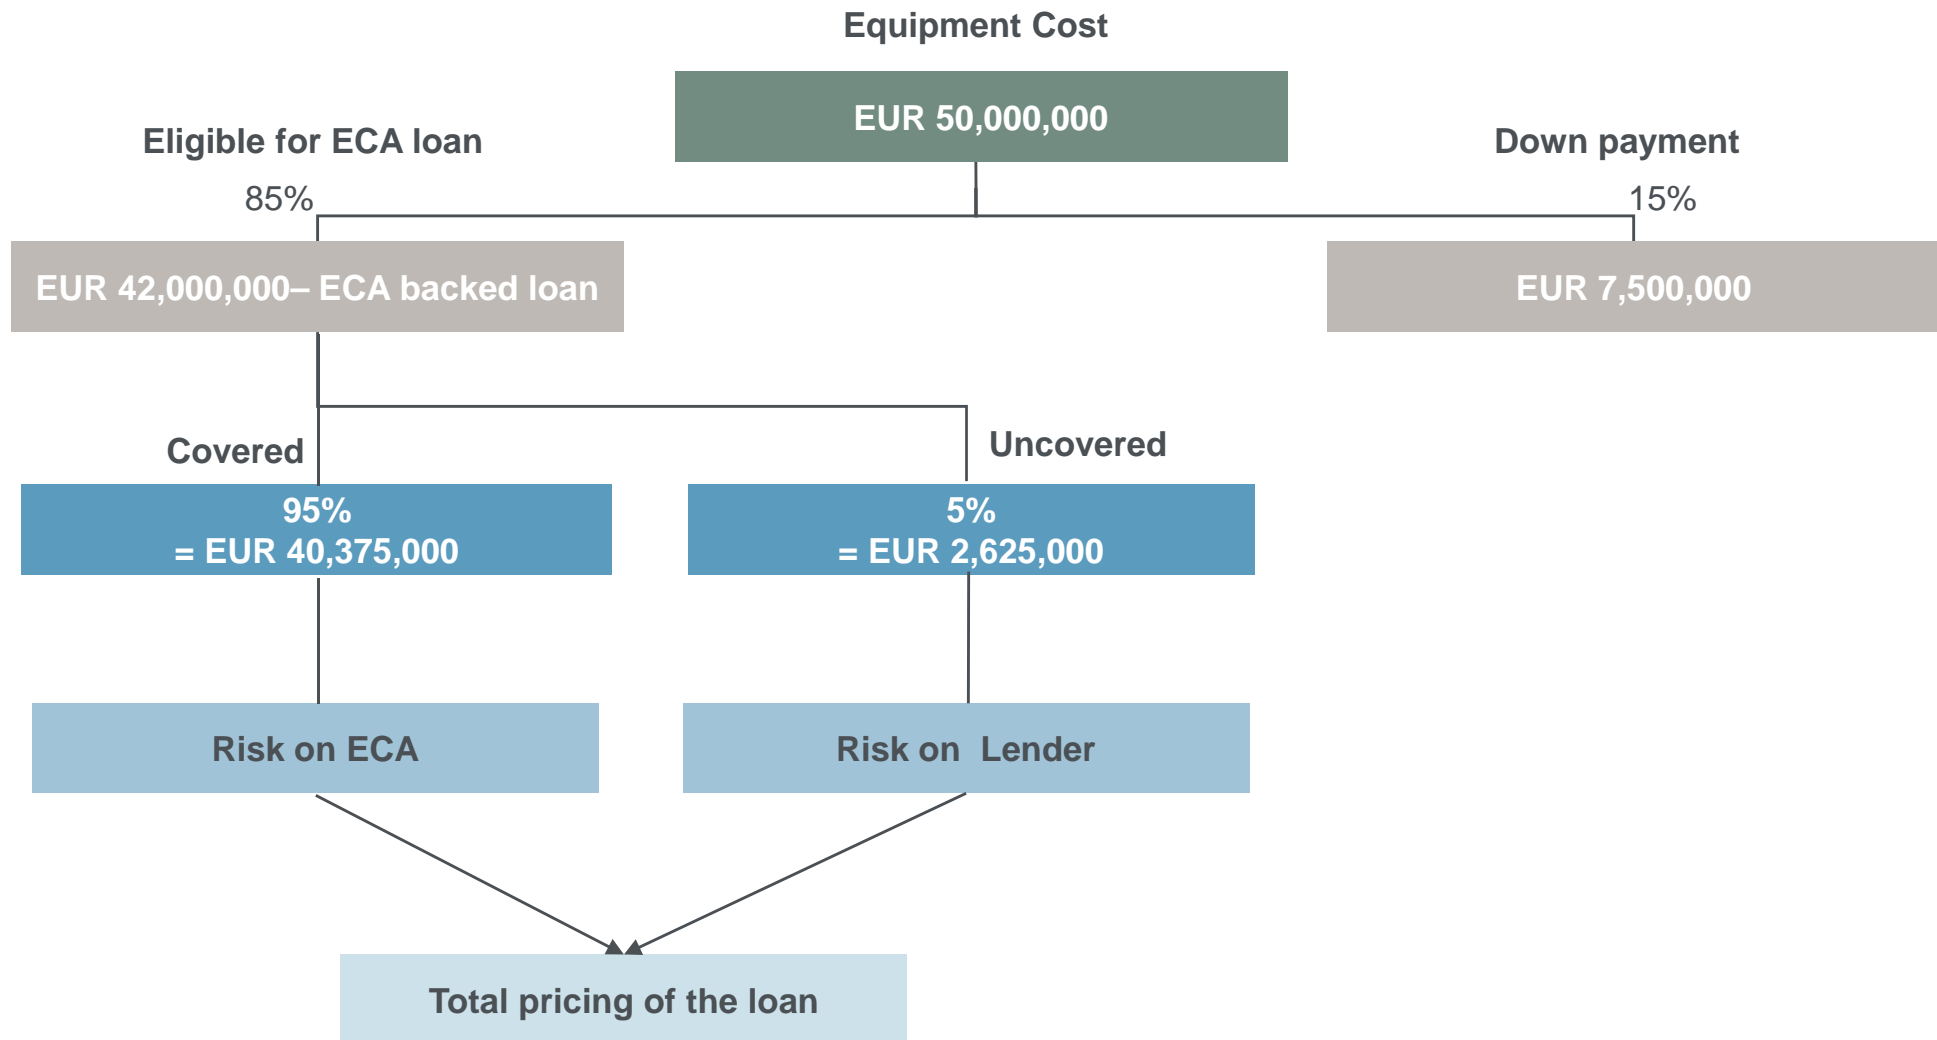 Equipment Cost
EUR 50,000,000
Eligible for ECA loan
Down payment
85%
15%
EUR 42,000,000– ECA backed loan
EUR 7,500,000
Covered
Uncovered
95%
= EUR 40,375,000
5%
= EUR 2,625,000
Risk on ECA
Risk on  Lender
Total pricing of the loan